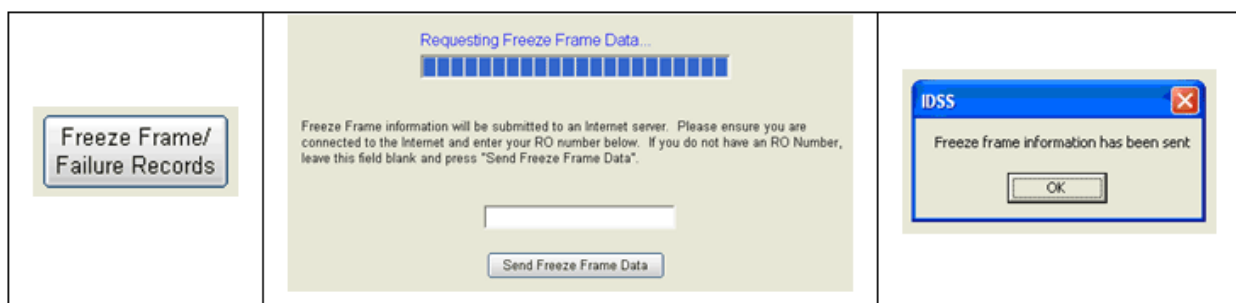 Freeze Frame/
Failure Records
Requesting Freeze Frame Data...
Freeze Frame information will be submitted to an Internet server. Please ensure you are
connected to the Internet and enter your RO number below. If you do not have an RO Number,
leave this field blank and press "Send Freeze Frame Data".
Send Freeze Frame Data
IDSS
Freeze frame information has been sent
OK